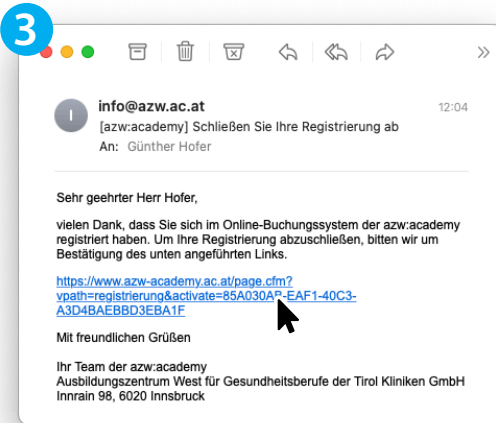 3
info@azw.ac.at
12:04
[azw:academy] Schließen Sie Ihre Registrierung ab
An: Günther Hofer
Sehr geehrter Herr Hofer,
vielen Dank, dass Sie sich im Online-Buchungssystem der azw:academy
registriert haben. Um Ihre Registrierung abzuschließen, bitten wir um
Bestätigung des unten angeführten Links.
https://www.azw-academy.ac.at/page.cfm?
vpath=registrierung&activate=85A030AB-EAF1-40C3-
A3D4BAEBBD3EBA1F
Mit freundlichen Grüßen
Ihr Team der azw:academy
Ausbildungszentrum West für Gesundheitsberufe der Tirol Kliniken GmbH
Innrain 98, 6020 Innsbruck